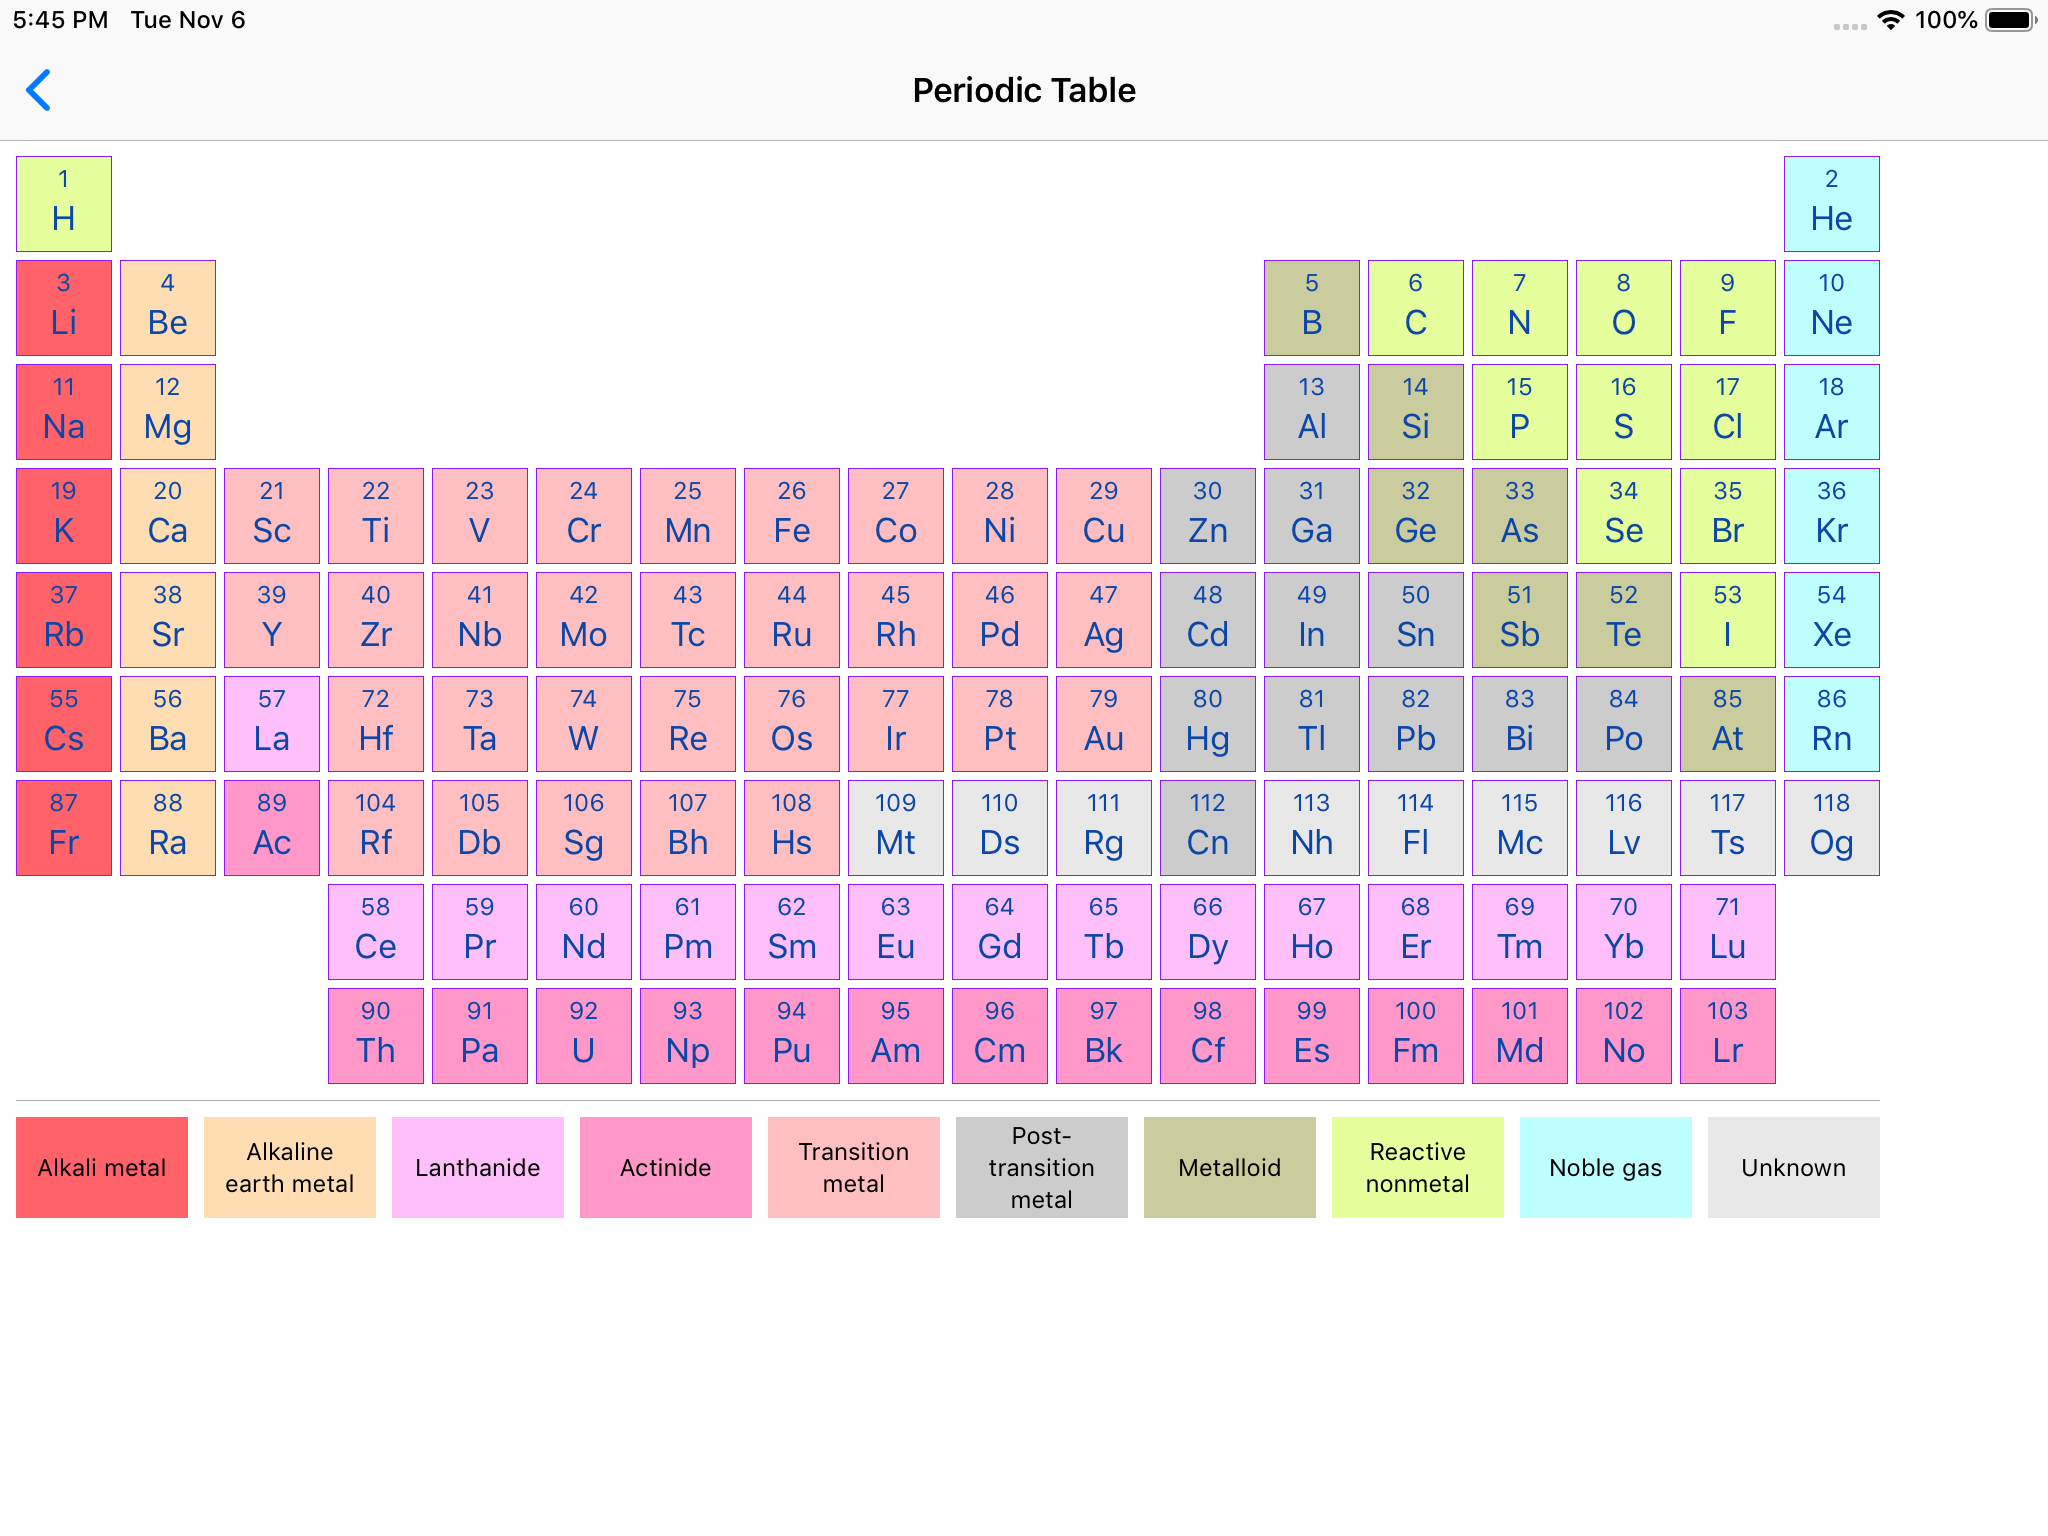 5:45 PM Tue Nov 6 100%
Periodic Table
1 2
H He
3 4 5 6 7 8 9 10
Li Be B C N O F Ne
11 12 13 14 15 16 17 18
Na Mg Al Si P S Cl Ar
19 20 21 22 23 24 25 26 27 28 29 30 31 32 33 34 35 36
K Ca Sc Ti V Cr Mn Fe Co Ni Cu Zn Ga Ge As Se Br Kr
37 38 39 40 41 42 43 44 45 46 47 48 49 50 51 52 53 54
Rb Sr Y Zr Nb Mo Tc Ru Rh Pd Ag Cd In Sn Sb Te I Xe
55 56 57 72 73 74 75 76 77 78 79 80 81 82 83 84 85 86
Cs Ba La Hf Ta W Re Os Ir Pt Au Hg Tl Pb Bi Po At Rn
87 88 89 104 105 106 107 108 109 110 111 112 113 114 115 116 117 118
Fr Ra Ac Rf Db Sg Bh Hs Mt Ds Rg Cn Nh Fl Mc Lv Ts Og
58 59 60 61 62 63 64 65 66 67 68 69 70 71
Ce Pr Nd Pm Sm Eu Gd Tb Dy Ho Er Tm Yb Lu
90 91 92 93 94 95 96 97 98 99 100 101 102 103
Th Pa U Np Pu Am Cm Bk Cf Es Fm Md No Lr
Alkali metal
Alkaline
earth metal
Lanthanide
Actinide
Transition
metal
Post-
transition
metal
Metalloid
Reactive
nonmetal
Noble gas
Unknown